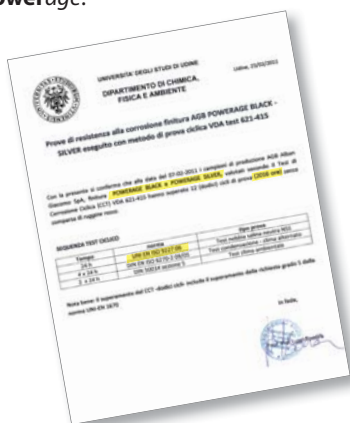 powerage.
UNIVERSITA' DEGLI STUDI DI UDINE
DIPARTIMENTO DI CHIMICA,
FISICA E AMBIENTE
Udine, 23/02/2011
Prove di resistenza alla corrosione finitura AGB POWERAGE BLACK -
SILVER eseguito con metodo di prova ciclica VDA test 621-415
Con la presente si conferma che alla data del 07-02-2011 i campioni di produzione AGB Alban
Giacomo SpA, finitura POWERAGE BLACK e POWERAGE SILVER, valutati secondo il Test di
Corrosione Ciclica (CCT) VDA 621-415 hanno superato 12 (dodici) cicli di prova (2016 ore) senza
comparsa di ruggine rossa.
SEQUENZA TEST CICLICO
Tempo norma tipo prova
24 h UNI EN ISO 9227:06 Test nebbia salina neutra NSS
4 x 24 h DIN EN ISO 6270-2 Test condensazione - clima alternato
2 x 24 h DIN 50014 sezione 5 Test clima ambientale
Nota bene: il superamento del CCT -dodici cicli- include il superamento della richiesta grado 5 della
norma UNI-EN 1670
In fede,